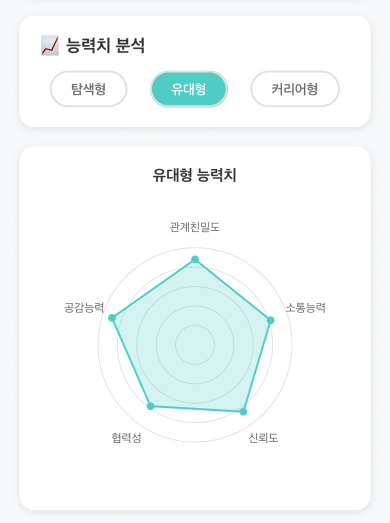 능력치 분석
탐색형 유대형 커리어형
유대형 능력치
관계친밀도
공감능력 소통능력
협력성 신뢰도